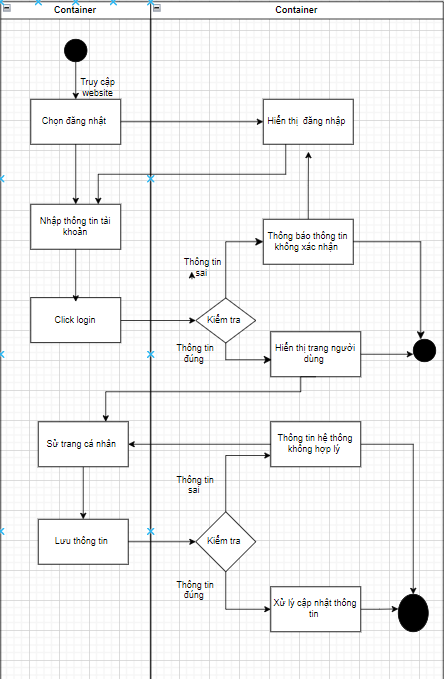 Container
Container
Truy cập
website
Chọn đăng nhật
Hiển thị đăng nhập
Nhập thông tin tài
khoản
Thông báo thông tin
không xác nhận
Thông tin
sai
Click login
Kiểm tra
Thông tin
đúng
Hiển thị trang người
dùng
Sử trang cá nhân
Thông tin hệ thông
không hợp lý
Thông tin
sai
Lưu thông tin
Kiểm tra
Thông tin
đúng
Xử lý cập nhật thông
tin